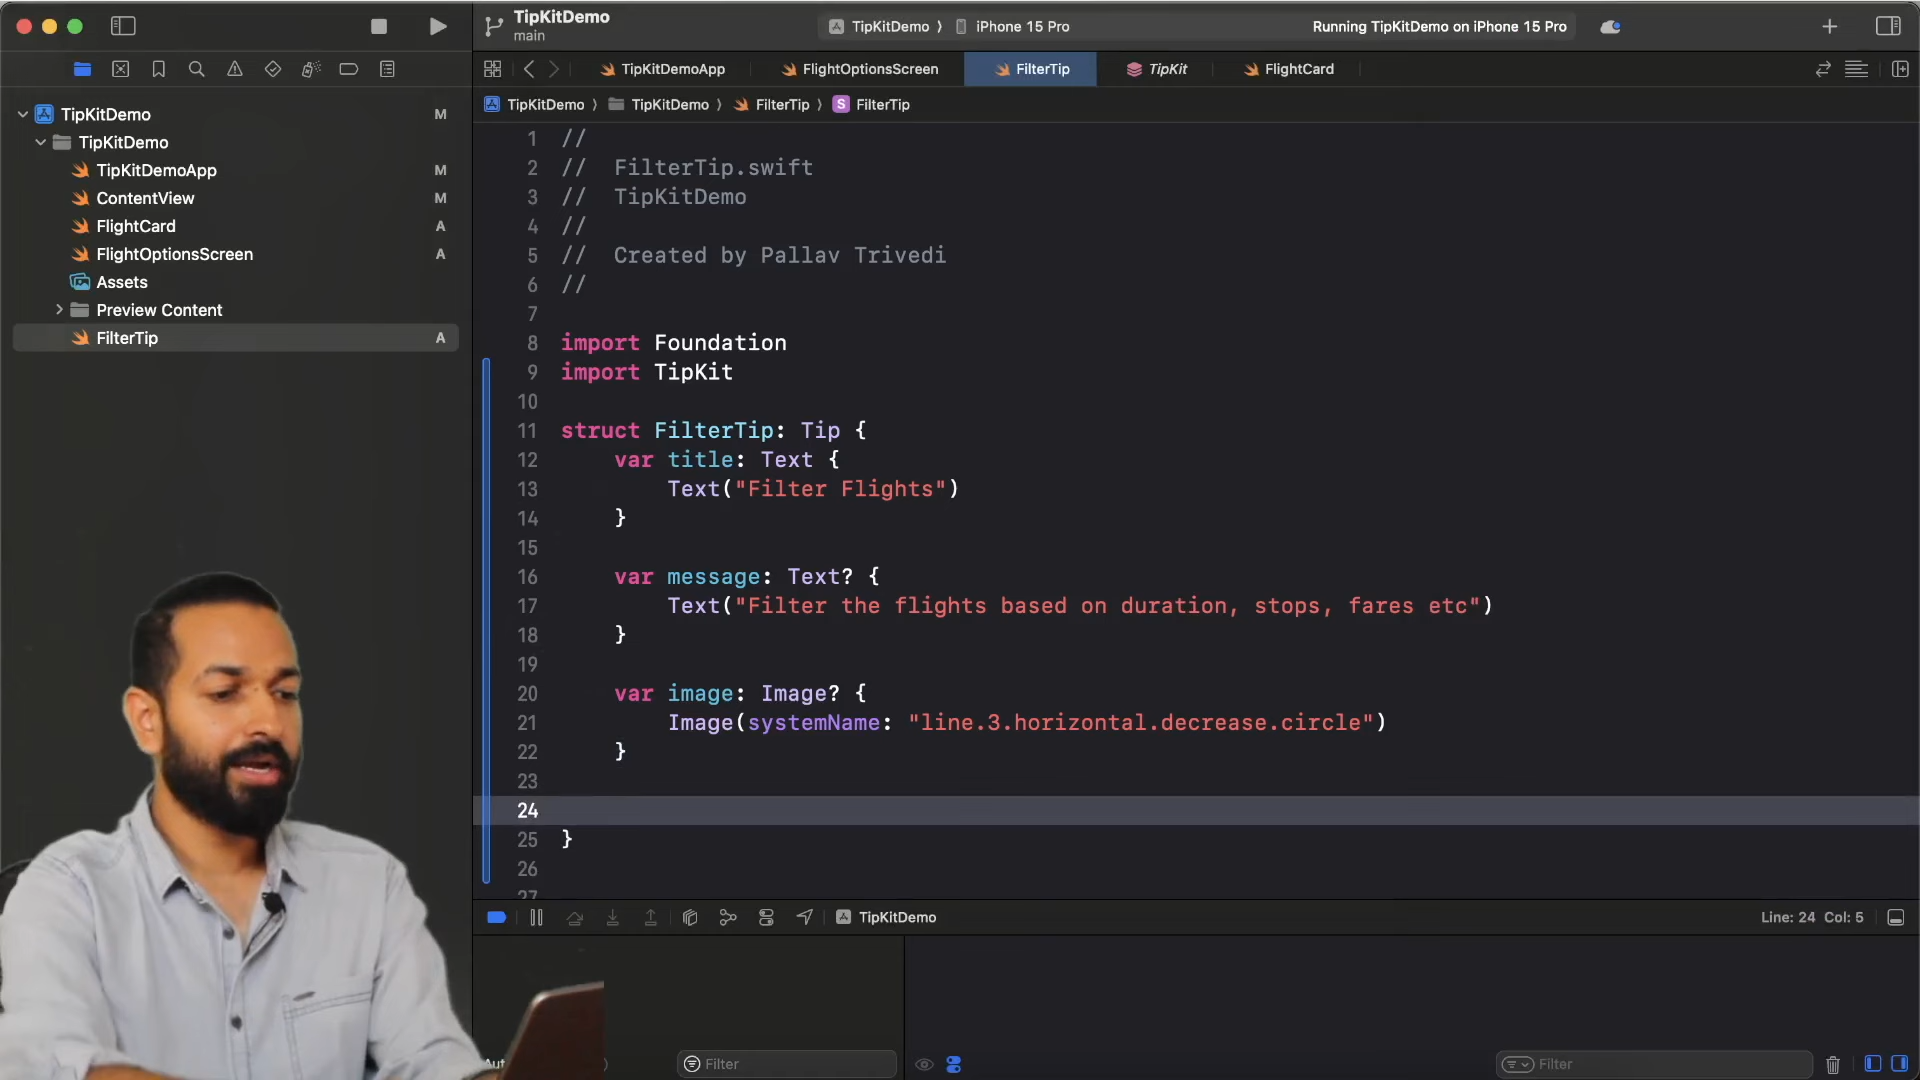 TipKitDemo
main
TipKitDemo
iPhone 15 Pro
Running TipKitDemo on iPhone 15 Pro
TipKitDemoApp
FlightOptionsScreen
FilterTip
TipKit
FlightCard
TipKitDemo
TipKitDemo
FilterTip
S FilterTip
TipKitDemo M
TipKitDemo
TipKitDemoApp M
ContentView M
FlightCard A
FlightOptionsScreen A
Assets
Preview Content
FilterTip A
1 //
2 //  FilterTip.swift
3 //  TipKitDemo
4 //
5 //  Created by Pallav Trivedi
6 //
7
8 import Foundation
9 import TipKit
10
11 struct FilterTip: Tip {
12     var title: Text {
13         Text("Filter Flights")
14     }
15
16     var message: Text? {
17         Text("Filter the flights based on duration, stops, fares etc")
18     }
19
20     var image: Image? {
21         Image(systemName: "line.3.horizontal.decrease.circle")
22     }
23
24
25 }
26
27
TipKitDemo
Line: 24 Col: 5
Filter
Filter